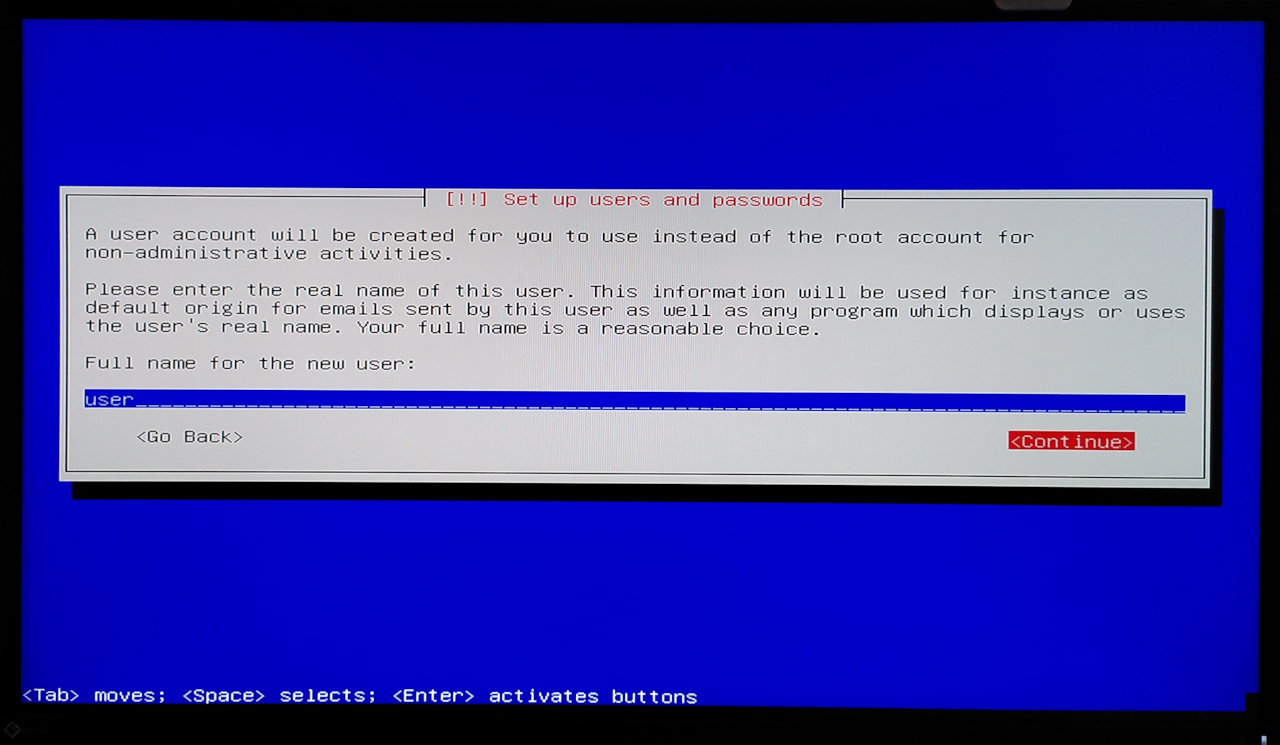 [!!] Set up users and passwords
A user account will be created for you to use instead of the root account for
non-administrative activities.
Please enter the real name of this user. This information will be used for instance as
default origin for emails sent by this user as well as any program which displays or uses
the user's real name. Your full name is a reasonable choice.
Full name for the new user:
user
<Go Back> <Continue>
<Tab> moves; <Space> selects; <Enter> activates buttons